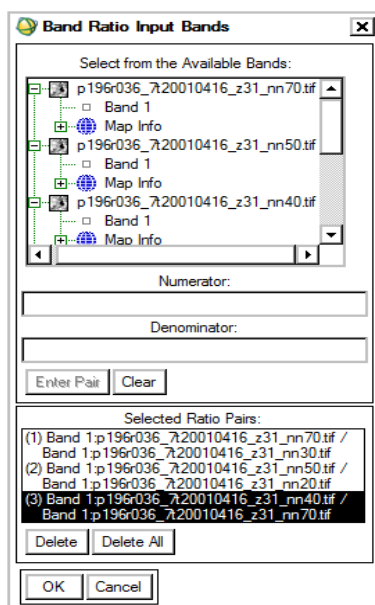 Band Ratio Input Bands
Select from the Available Bands:
p196r036_7t20010416_z31_nn70.tif
Band 1
Map Info
p196r036_7t20010416_z31_nn50.tif
Band 1
Map Info
p196r036_7t20010416_z31_nn40.tif
Band 1
Map Info
Numerator:
Denominator:
Enter Pair Clear
Selected Ratio Pairs:
(1) Band 1:p196r036_7t20010416_z31_nn70.tif /
Band 1:p196r036_7t20010416_z31_nn30.tif
(2) Band 1:p196r036_7t20010416_z31_nn50.tif /
Band 1:p196r036_7t20010416_z31_nn20.tif
(3) Band 1:p196r036_7t20010416_z31_nn40.tif /
Band 1:p196r036_7t20010416_z31_nn70.tif
Delete Delete All
OK Cancel